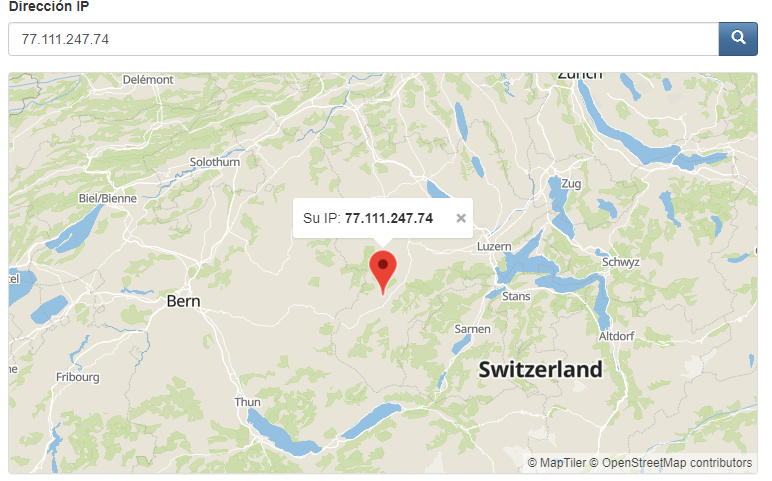 Dirección IP
77.111.247.74
Delémont
Zürich
Solothurn
Zug
Biel/Bienne
Su IP: 77.111.247.74 ×
Luzern
Schwyz
Bern
Stans
Sarnen
Altdorf
Switzerland
Fribourg
Thun
© MapTiler © OpenStreetMap contributors